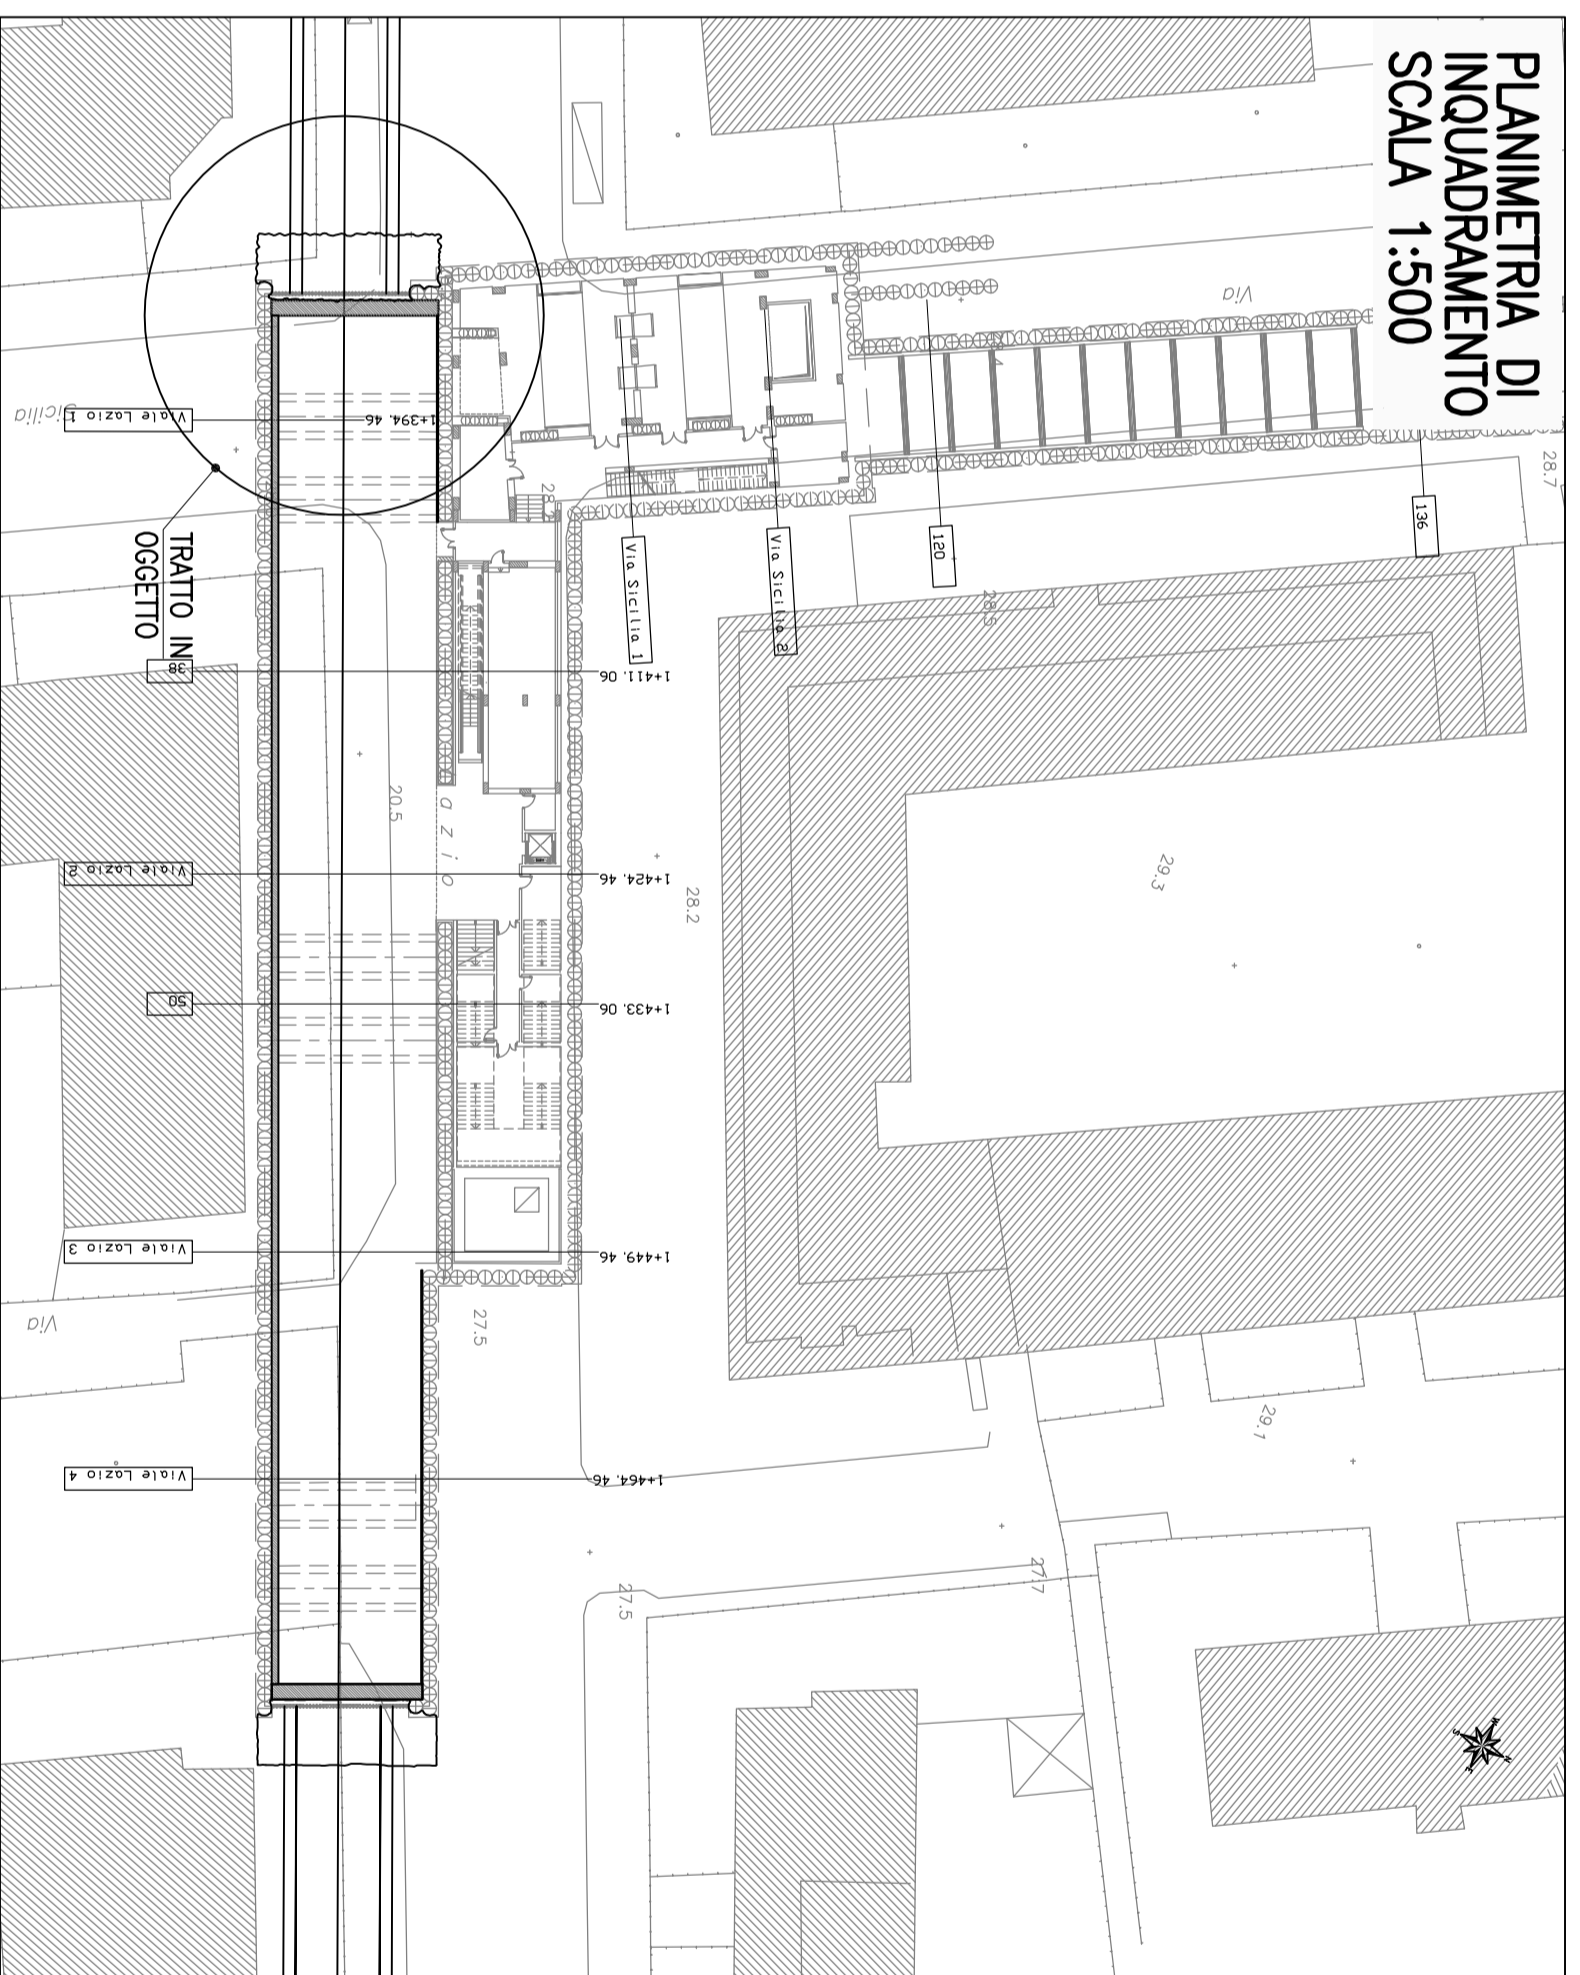 PLANIMETRIA DI
INQUADRAMENTO
SCALA 1:500
28.7
136
Via
120
28.5
Via Sicilia 2
Via Sicilia 1
Sicilia
Viale Lazio 1
1+394.46
TRATTO IN
OGGETTO
38
1+411.06
20.5
azio
Viale Lazio 2
1+424.46
28.2
29.3
50
1+433.06
Viale Lazio 3
1+449.46
27.5
Via
29.1
Viale Lazio 4
1+464.46
27.7
27.5
N
S